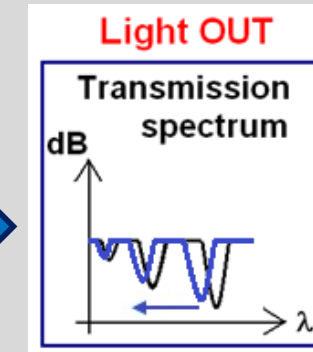 Light OUT
Transmission
spectrum
dB
λ